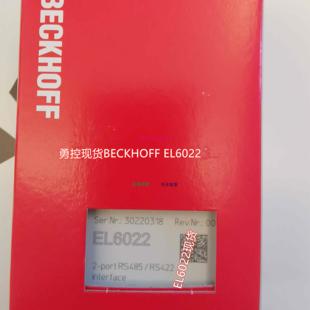 BECKHOFF
勇控现货BECKHOFF EL6022
Ser Nr.: 30220318 Rev.Nr.: 00
EL6022
2-port RS485 / RS422
interface
EL6022现货